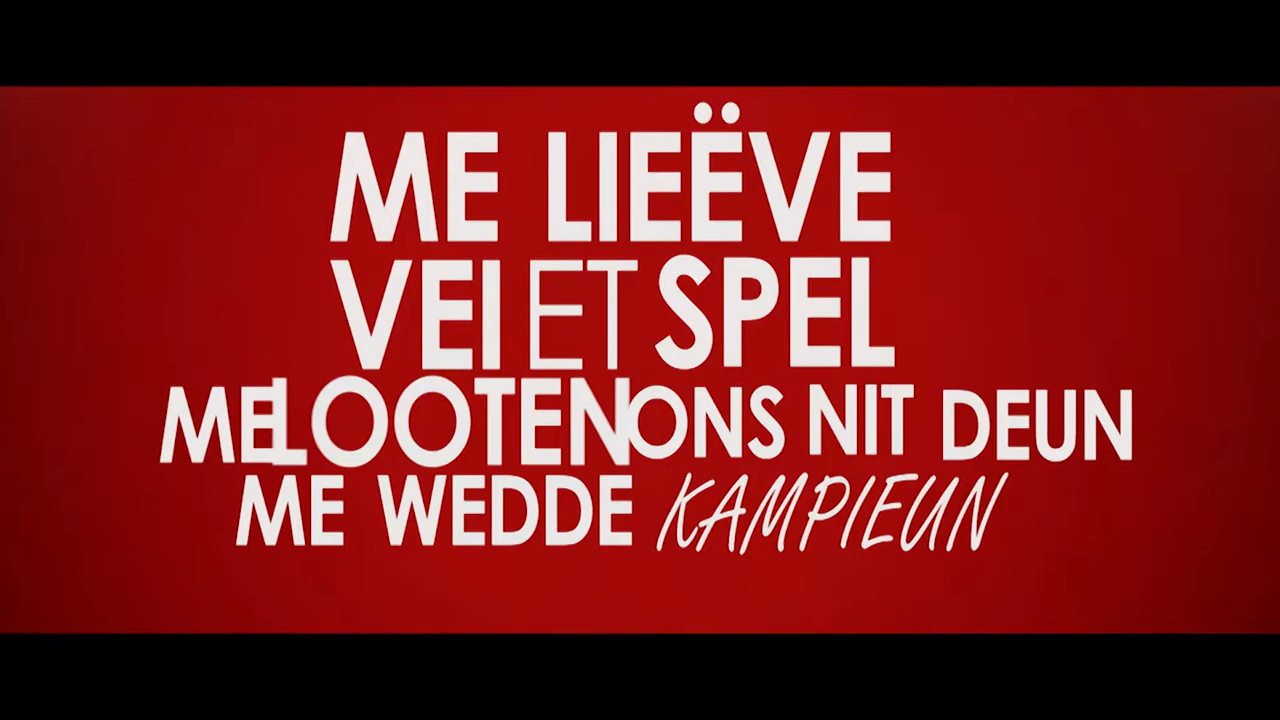 ME LIEËVE
VEI ET SPEL
ME LOOTEN ONS NIT DEUN
ME WEDDE KAMPIEUN